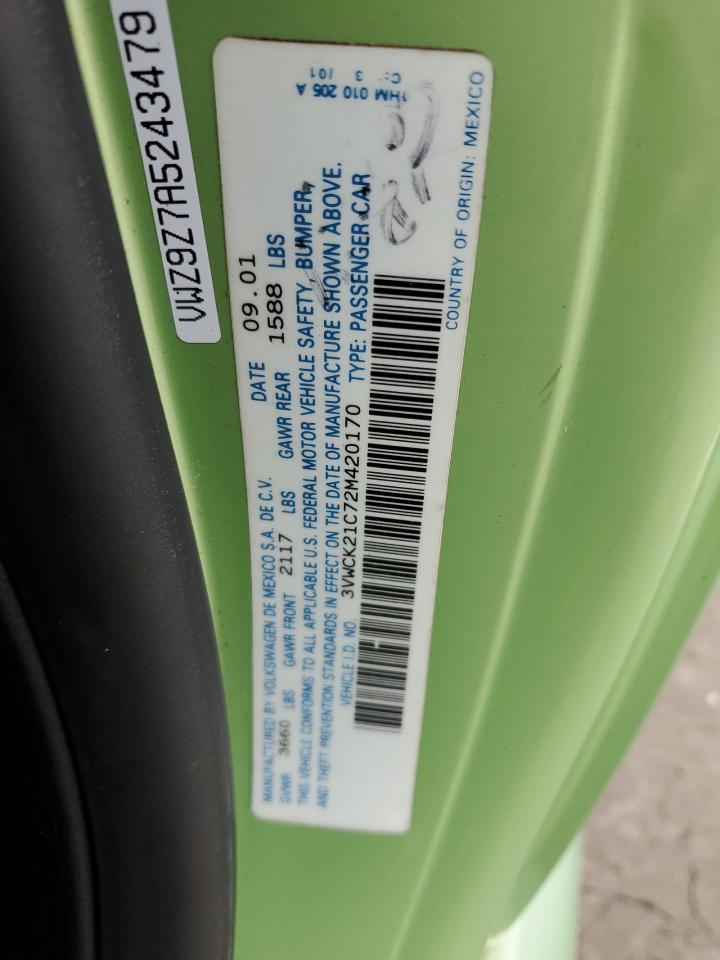 VWZ9Z7A5243479
1HM 010 205 A
C: 3 /01
MANUFACTURED BY VOLKSWAGEN DE MEXICO S.A. DE C.V. DATE 09.01
GVWR 3660 LBS GAWR FRONT 2117 LBS GAWR REAR 1588 LBS
THIS VEHICLE CONFORMS TO ALL APPLICABLE U.S. FEDERAL MOTOR VEHICLE SAFETY, BUMPER,
AND THEFT PREVENTION STANDARDS IN EFFECT ON THE DATE OF MANUFACTURE SHOWN ABOVE.
VEHICLE I.D. NO. 3VWCK21C72M420170 TYPE: PASSENGER CAR
COUNTRY OF ORIGIN: MEXICO